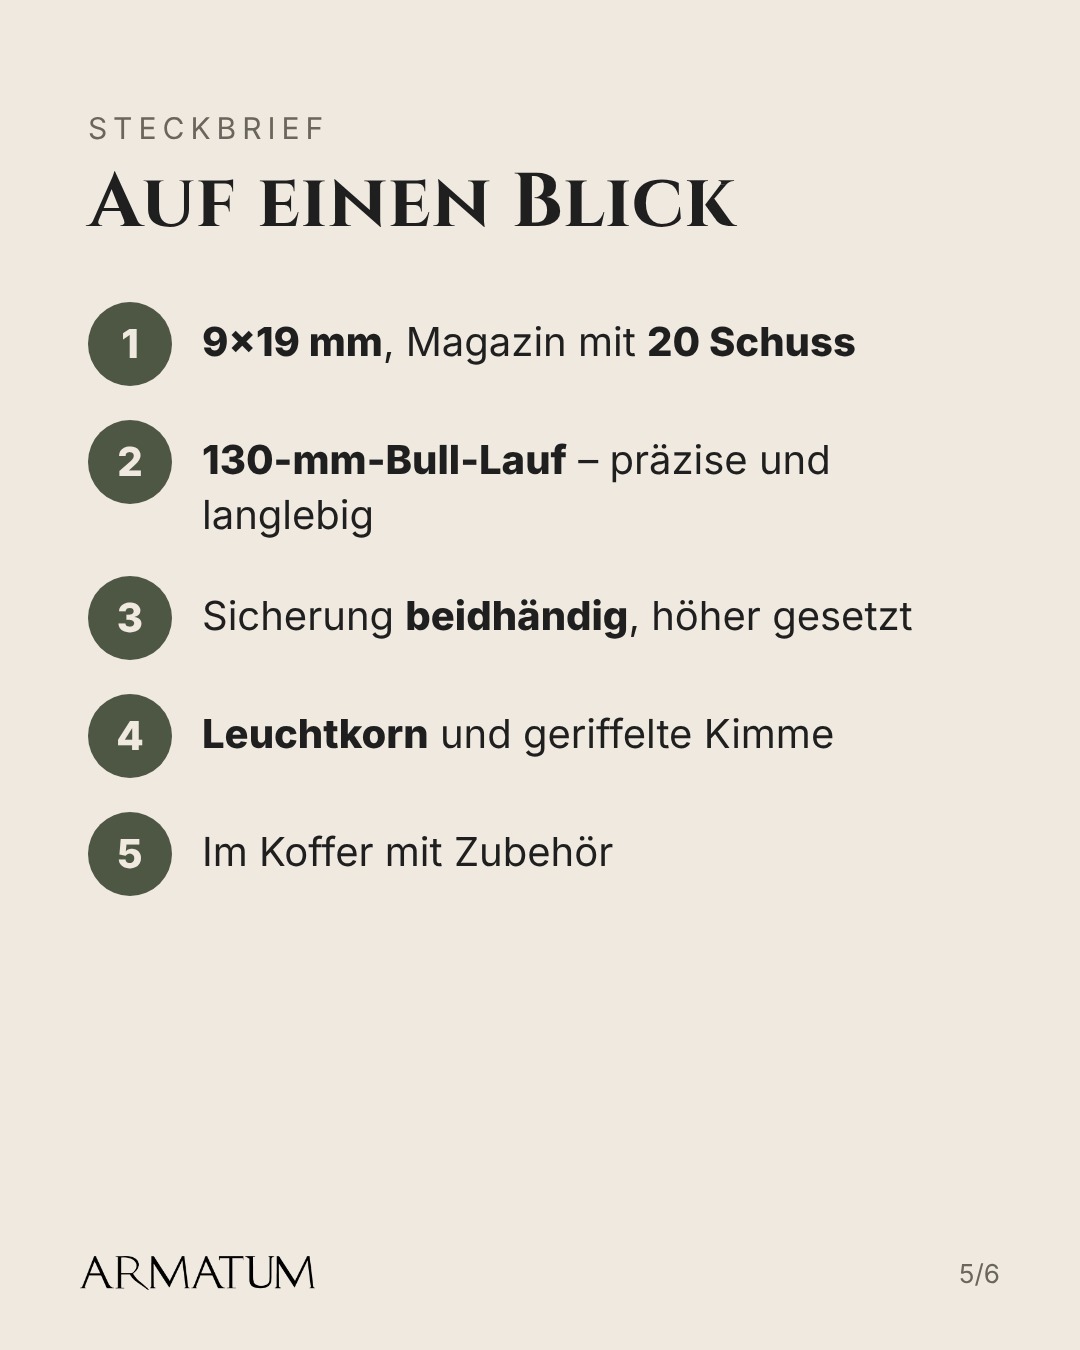 STECKBRIEF
Auf einen Blick
1 9×19 mm, Magazin mit 20 Schuss
2 130-mm-Bull-Lauf – präzise und
langlebig
3 Sicherung beidhändig, höher gesetzt
4 Leuchtkorn und geriffelte Kimme
5 Im Koffer mit Zubehör
ARMATUM
5/6